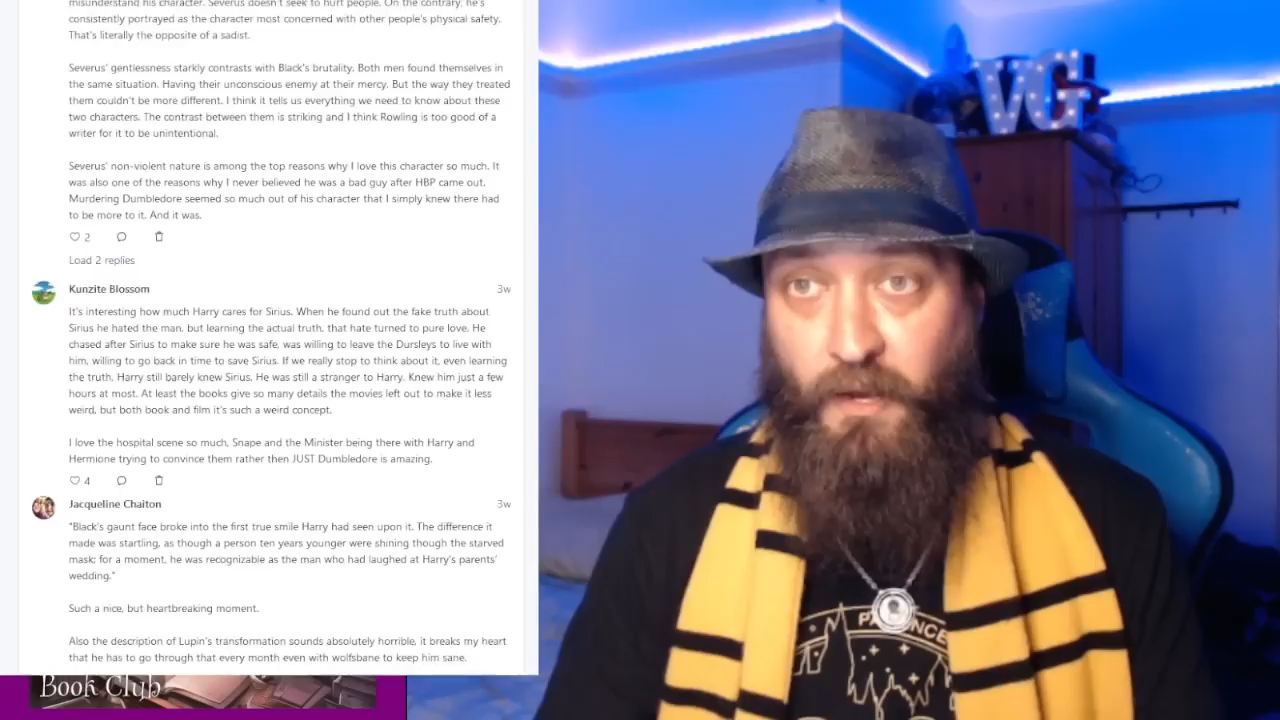 misunderstand his character. Severus doesn't seek to hurt people. On the contrary, he's
consistently portrayed as the character most concerned with other people's physical safety.
That's literally the opposite of a sadist.
Severus' gentlessness starkly contrasts with Black's brutality. Both men found themselves in
the same situation. Having their unconscious enemy at their mercy. But the way they treated
them couldn't be more different. I think it tells us everything we need to know about these
two characters. The contrast between them is striking and I think Rowling is too good of a
writer for it to be unintentional.
Severus' non-violent nature is among the top reasons why I love this character so much. It
was also one of the reasons why I never believed he was a bad guy after HBP came out.
Murdering Dumbledore seemed so much out of his character that I simply knew there had
to be more to it. And it was.
2
Load 2 replies
Kunzite Blossom 3w
It's interesting how much Harry cares for Sirius. When he found out the fake truth about
Sirius he hated the man, but learning the actual truth, that hate turned to pure love. He
chased after Sirius to make sure he was safe, was willing to leave the Dursleys to live with
him, willing to go back in time to save Sirius. If we really stop to think about it, even learning
the truth, Harry still barely knew Sirius. He was still a stranger to Harry. Knew him just a few
hours at most. At least the books give so many details the movies left out to make it less
weird, but both book and film it's such a weird concept.
I love the hospital scene so much, Snape and the Minister being there with Harry and
Hermione trying to convince them rather then JUST Dumbledore is amazing.
4
Jacqueline Chaiton 3w
"Black's gaunt face broke into the first true smile Harry had seen upon it. The difference it
made was startling, as though a person ten years younger were shining though the starved
mask; for a moment, he was recognizable as the man who had laughed at Harry's parents'
wedding."
Such a nice, but heartbreaking moment.
Also the description of Lupin's transformation sounds absolutely horrible, it breaks my heart
that he has to go through that every month even with wolfsbane to keep him sane.
Book Club
VG